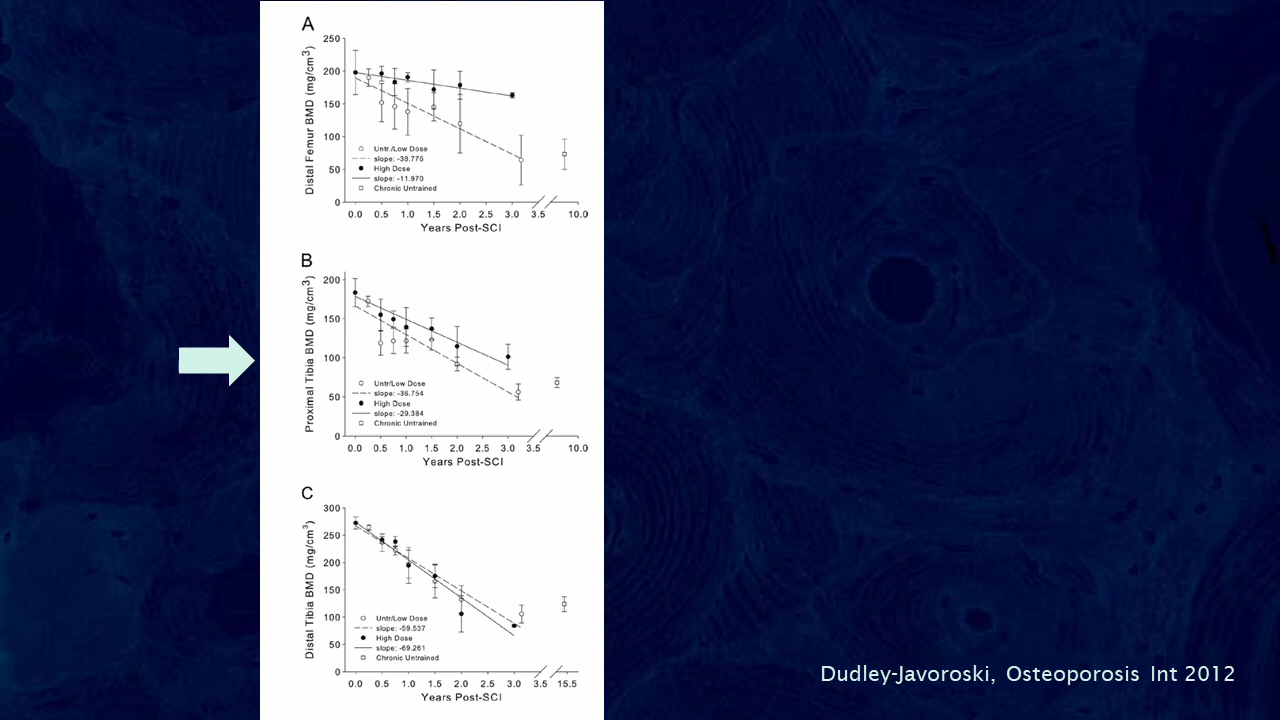 A
Distal Femur BMD (mg/cm3)
250
200
150
100
50
0
Untr./Low Dose
slope: -38.776
High Dose
slope: -11.970
Chronic Untrained
0.0 0.5 1.0 1.5 2.0 2.5 3.0 3.5 10.0
Years Post-SCI
B
Proximal Tibia BMD (mg/cm3)
200
150
100
50
0
Untr/Low Dose
slope: -36.754
High Dose
slope: -29.384
Chronic Untrained
0.0 0.5 1.0 1.5 2.0 2.5 3.0 3.5 10.0
Years Post-SCI
C
Distal Tibia BMD (mg/cm3)
300
250
200
150
100
50
0
Untr/Low Dose
slope: -59.537
High Dose
slope: -69.261
Chronic Untrained
0.0 0.5 1.0 1.5 2.0 2.5 3.0 3.5 15.5
Years Post-SCI
Dudley-Javoroski, Osteoporosis Int 2012